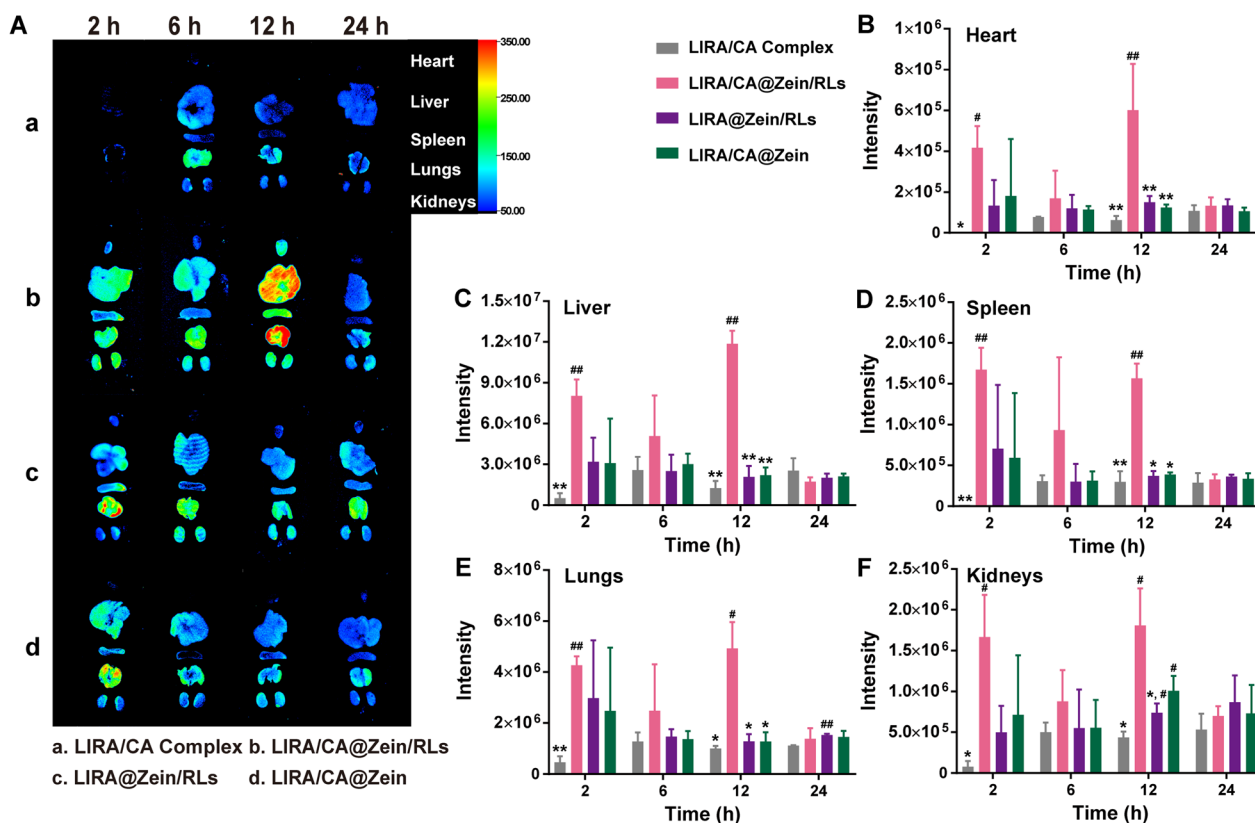 A
2 h 6 h 12 h 24 h
350.00
250.00
150.00
50.00
Heart
Liver
Spleen
Lungs
Kidneys
a
b
c
d
a. LIRA/CA Complex b. LIRA/CA@Zein/RLs
c. LIRA@Zein/RLs d. LIRA/CA@Zein
LIRA/CA Complex
LIRA/CA@Zein/RLs
LIRA@Zein/RLs
LIRA/CA@Zein
B
Heart
Intensity
1×10⁶
8×10⁵
6×10⁵
4×10⁵
2×10⁵
0
* # ** ## ** **
2 6 12 24
Time (h)
C
Liver
Intensity
1.5×10⁷
1.2×10⁷
9.0×10⁶
6.0×10⁶
3.0×10⁶
0
** ## ** ## ** **
2 6 12 24
Time (h)
D
Spleen
Intensity
2.5×10⁶
2.0×10⁶
1.5×10⁶
1.0×10⁶
5.0×10⁵
0
** ## ** ## * *
2 6 12 24
Time (h)
E
Lungs
Intensity
8×10⁶
6×10⁶
4×10⁶
2×10⁶
0
** ## * # * * ##
2 6 12 24
Time (h)
F
Kidneys
Intensity
2.5×10⁶
2.0×10⁶
1.5×10⁶
1.0×10⁶
5.0×10⁵
0
* # * # *, # #
2 6 12 24
Time (h)